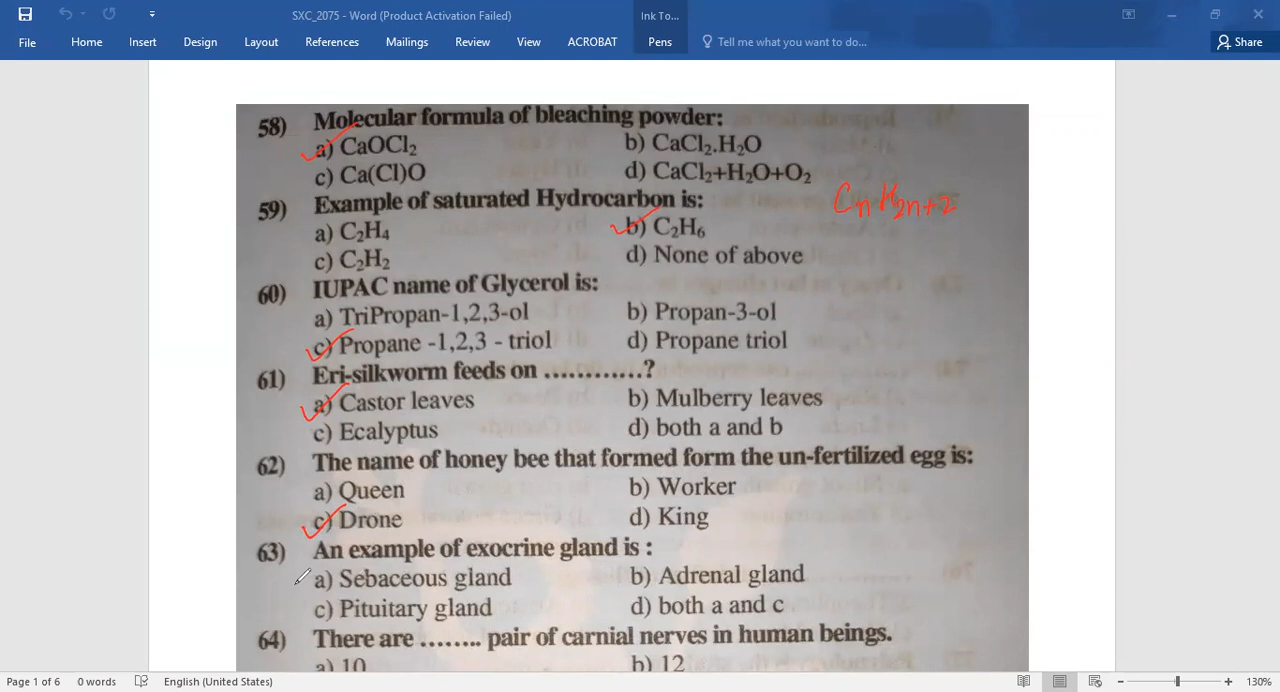 SXC_2075 - Word (Product Activation Failed)
Ink To...
File Home Insert Design Layout References Mailings Review View ACROBAT Pens Tell me what you want to do... Share
58) Molecular formula of bleaching powder:
a) CaOCl₂ b) CaCl₂.H₂O
c) Ca(Cl)O d) CaCl₂+H₂O+O₂
59) Example of saturated Hydrocarbon is:
CnH2n+2
a) C₂H₄ b) C₂H₆
c) C₂H₂ d) None of above
60) IUPAC name of Glycerol is:
a) TriPropan-1,2,3-ol b) Propan-3-ol
c) Propane -1,2,3 - triol d) Propane triol
61) Eri-silkworm feeds on ............?
a) Castor leaves b) Mulberry leaves
c) Ecalyptus d) both a and b
62) The name of honey bee that formed form the un-fertilized egg is:
a) Queen b) Worker
c) Drone d) King
63) An example of exocrine gland is :
a) Sebaceous gland b) Adrenal gland
c) Pituitary gland d) both a and c
64) There are ........ pair of carnial nerves in human beings.
a) 10 b) 12
Page 1 of 6 0 words English (United States) 130%